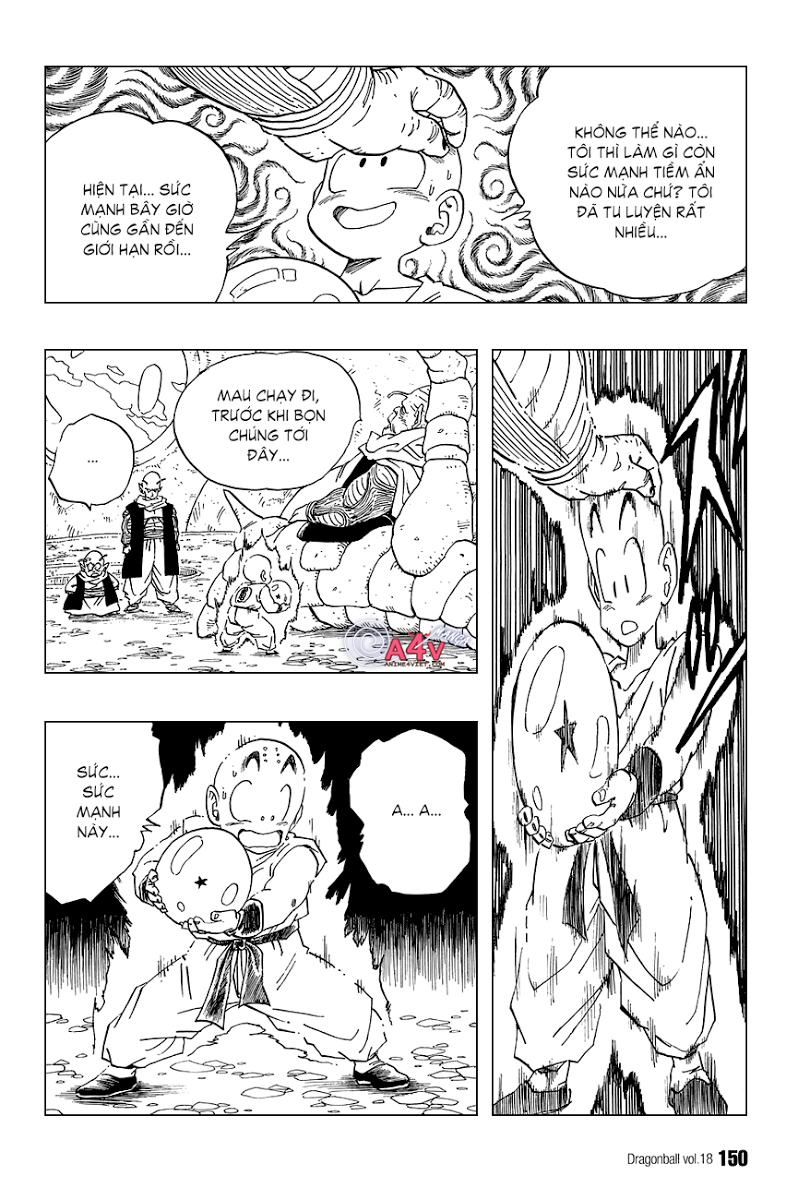 KHÔNG THỂ NÀO...
TÔI THÌ LÀM GÌ CÒN
SỨC MẠNH TIỀM ẨN
NÀO NỮA CHỨ? TÔI
ĐÃ TU LUYỆN RẤT
NHIỀU...
HIỆN TẠI... SỨC
MẠNH BÂY GIỜ
CŨNG GẦN ĐẾN
GIỚI HẠN RỒI...
MAU CHẠY ĐI,
TRƯỚC KHI BỌN
CHÚNG TỚI
ĐÂY...
...
A4V
ANIME4VIET.COM
A... A...
SỨC...
SỨC
MẠNH
NÀY...
Dragonball vol.18 150